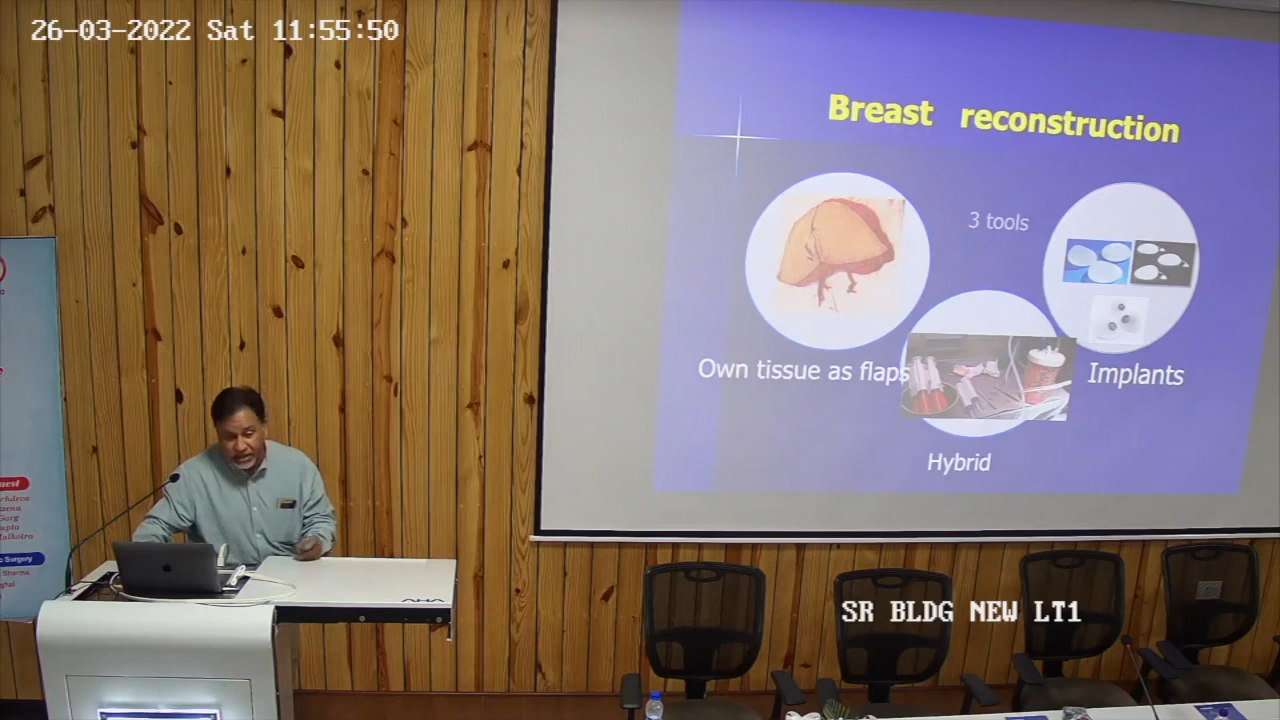 26-03-2022 Sat 11:55:50
Breast reconstruction
3 tools
Own tissue as flaps
Implants
Hybrid
SR BLDG NEW LT1
AHA